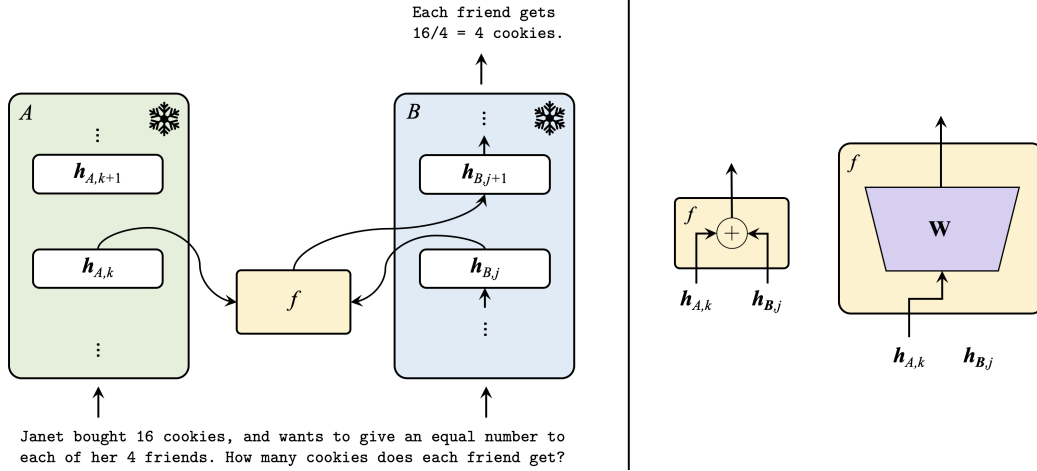 Each friend gets
16/4 = 4 cookies.
A
B
⋮
⋮
h_{A,k+1}
h_{B,j+1}
h_{A,k}
h_{B,j}
f
⋮
⋮
Janet bought 16 cookies, and wants to give an equal number to
each of her 4 friends. How many cookies does each friend get?
f
+
h_{A,k} h_{B,j}
f
W
h_{A,k} h_{B,j}